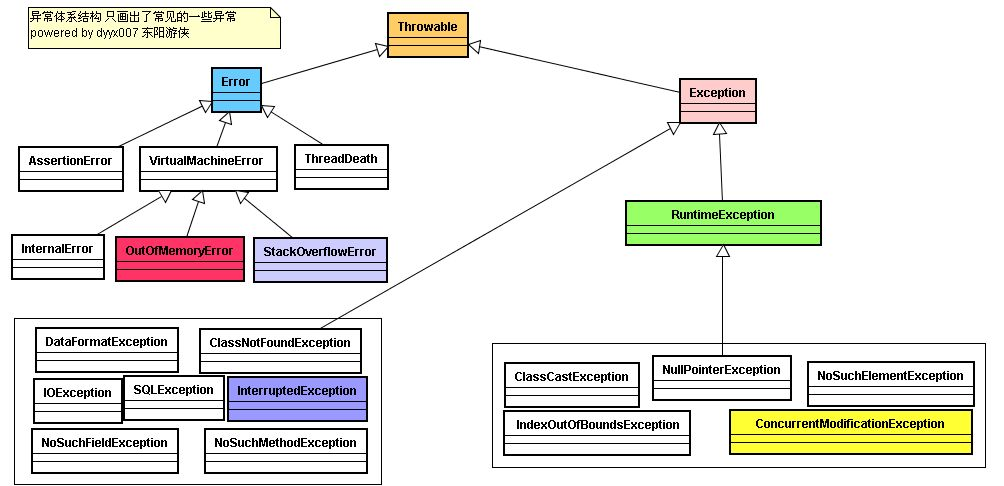 异常体系结构 只画出了常见的一些异常
powered by dyyx007 东阳游侠
Throwable
Error
Exception
AssertionError
VirtualMachineError
ThreadDeath
RuntimeException
InternalError
OutOfMemoryError
StackOverflowError
DataFormatException
ClassNotFoundException
IOException
SQLException
InterruptedException
NoSuchFieldException
NoSuchMethodException
ClassCastException
NullPointerException
NoSuchElementException
IndexOutOfBoundsException
ConcurrentModificationException